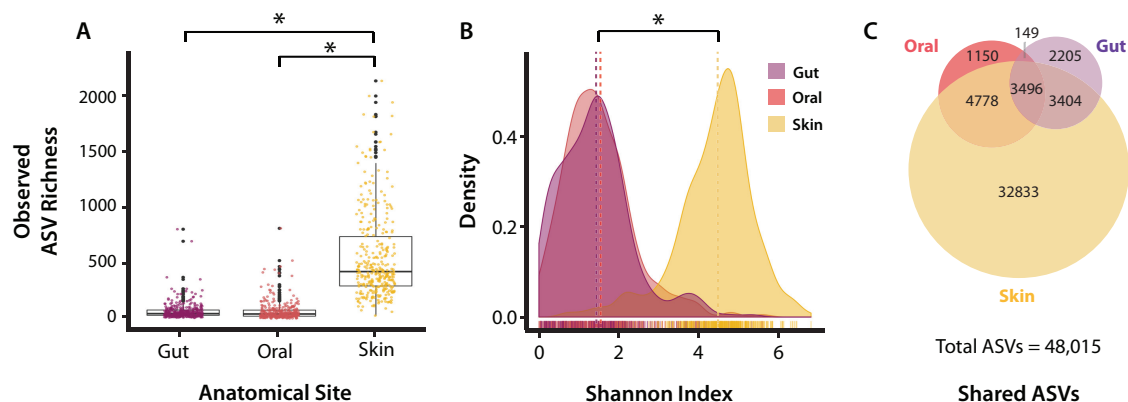 A
*
*
Observed
ASV Richness
2000
1500
1000
500
0
Gut
Oral
Skin
Anatomical Site
B
*
Gut
Oral
Skin
Density
0.4
0.2
0.0
0
2
4
6
Shannon Index
C
149
Oral
Gut
1150
2205
3496
4778
3404
32833
Skin
Total ASVs = 48,015
Shared ASVs